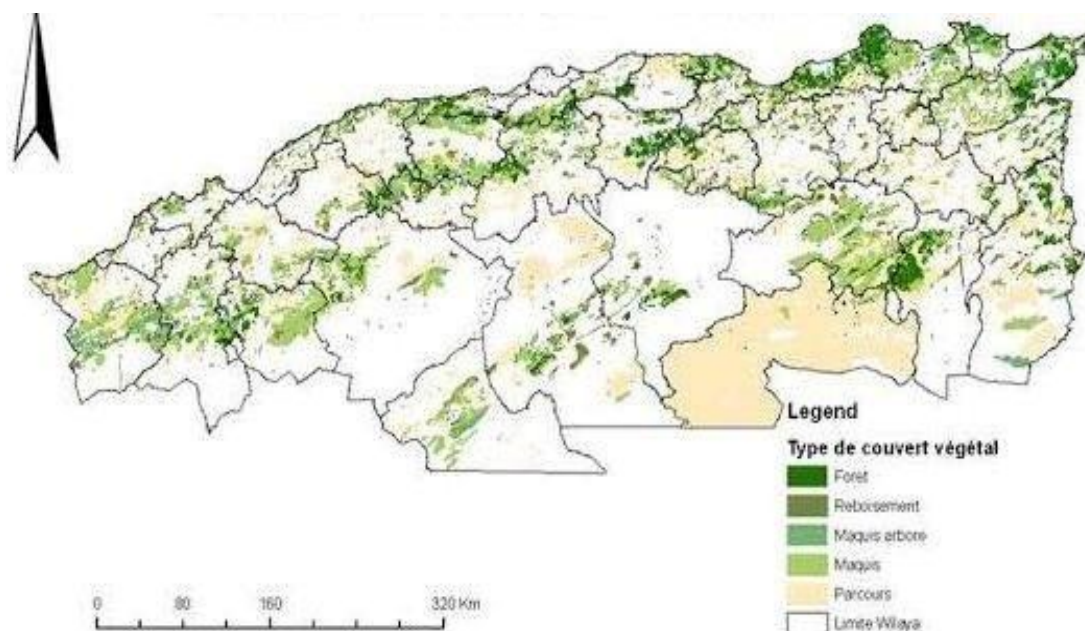 Legend
Type de couvert végétal
Foret
Reboisement
Maquis arbore
Maquis
Parcours
Limite Wilaya
0 80 160 320 Km